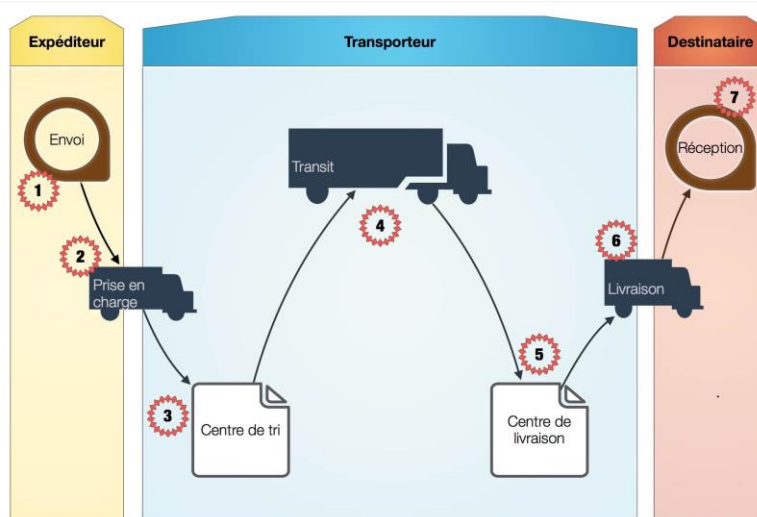 Expéditeur
Transporteur
Destinataire
7
Envoi
Réception
Transit
1
4
6
2
Prise en
charge
Livraison
5
3
Centre de tri
Centre de
livraison